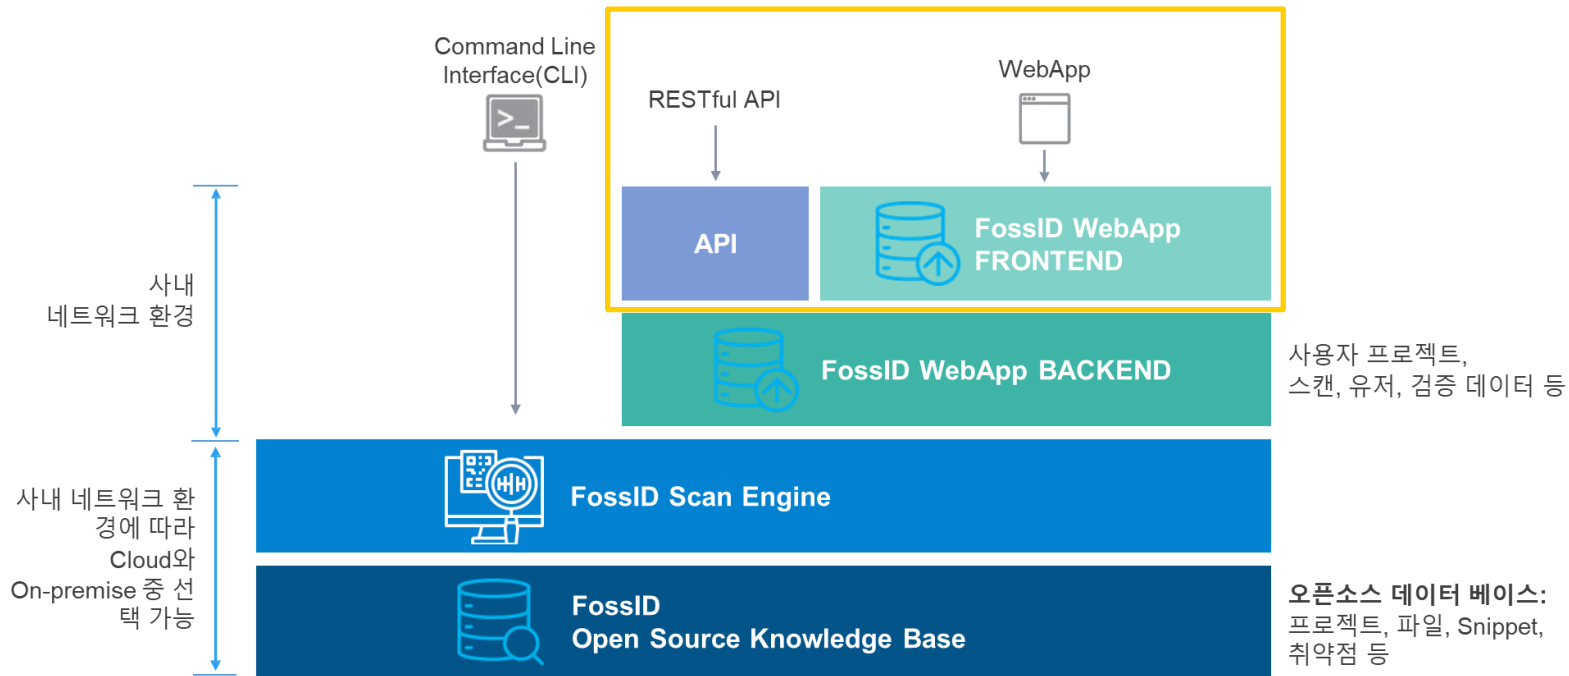 Command Line
Interface(CLI)
RESTful API
WebApp
>_
API
FossID WebApp
FRONTEND
사내
네트워크 환경
FossID WebApp BACKEND
사용자 프로젝트,
스캔, 유저, 검증 데이터 등
FossID Scan Engine
사내 네트워크 환
경에 따라
Cloud와
On-premise 중 선
택 가능
FossID
Open Source Knowledge Base
오픈소스 데이터 베이스:
프로젝트, 파일, Snippet,
취약점 등